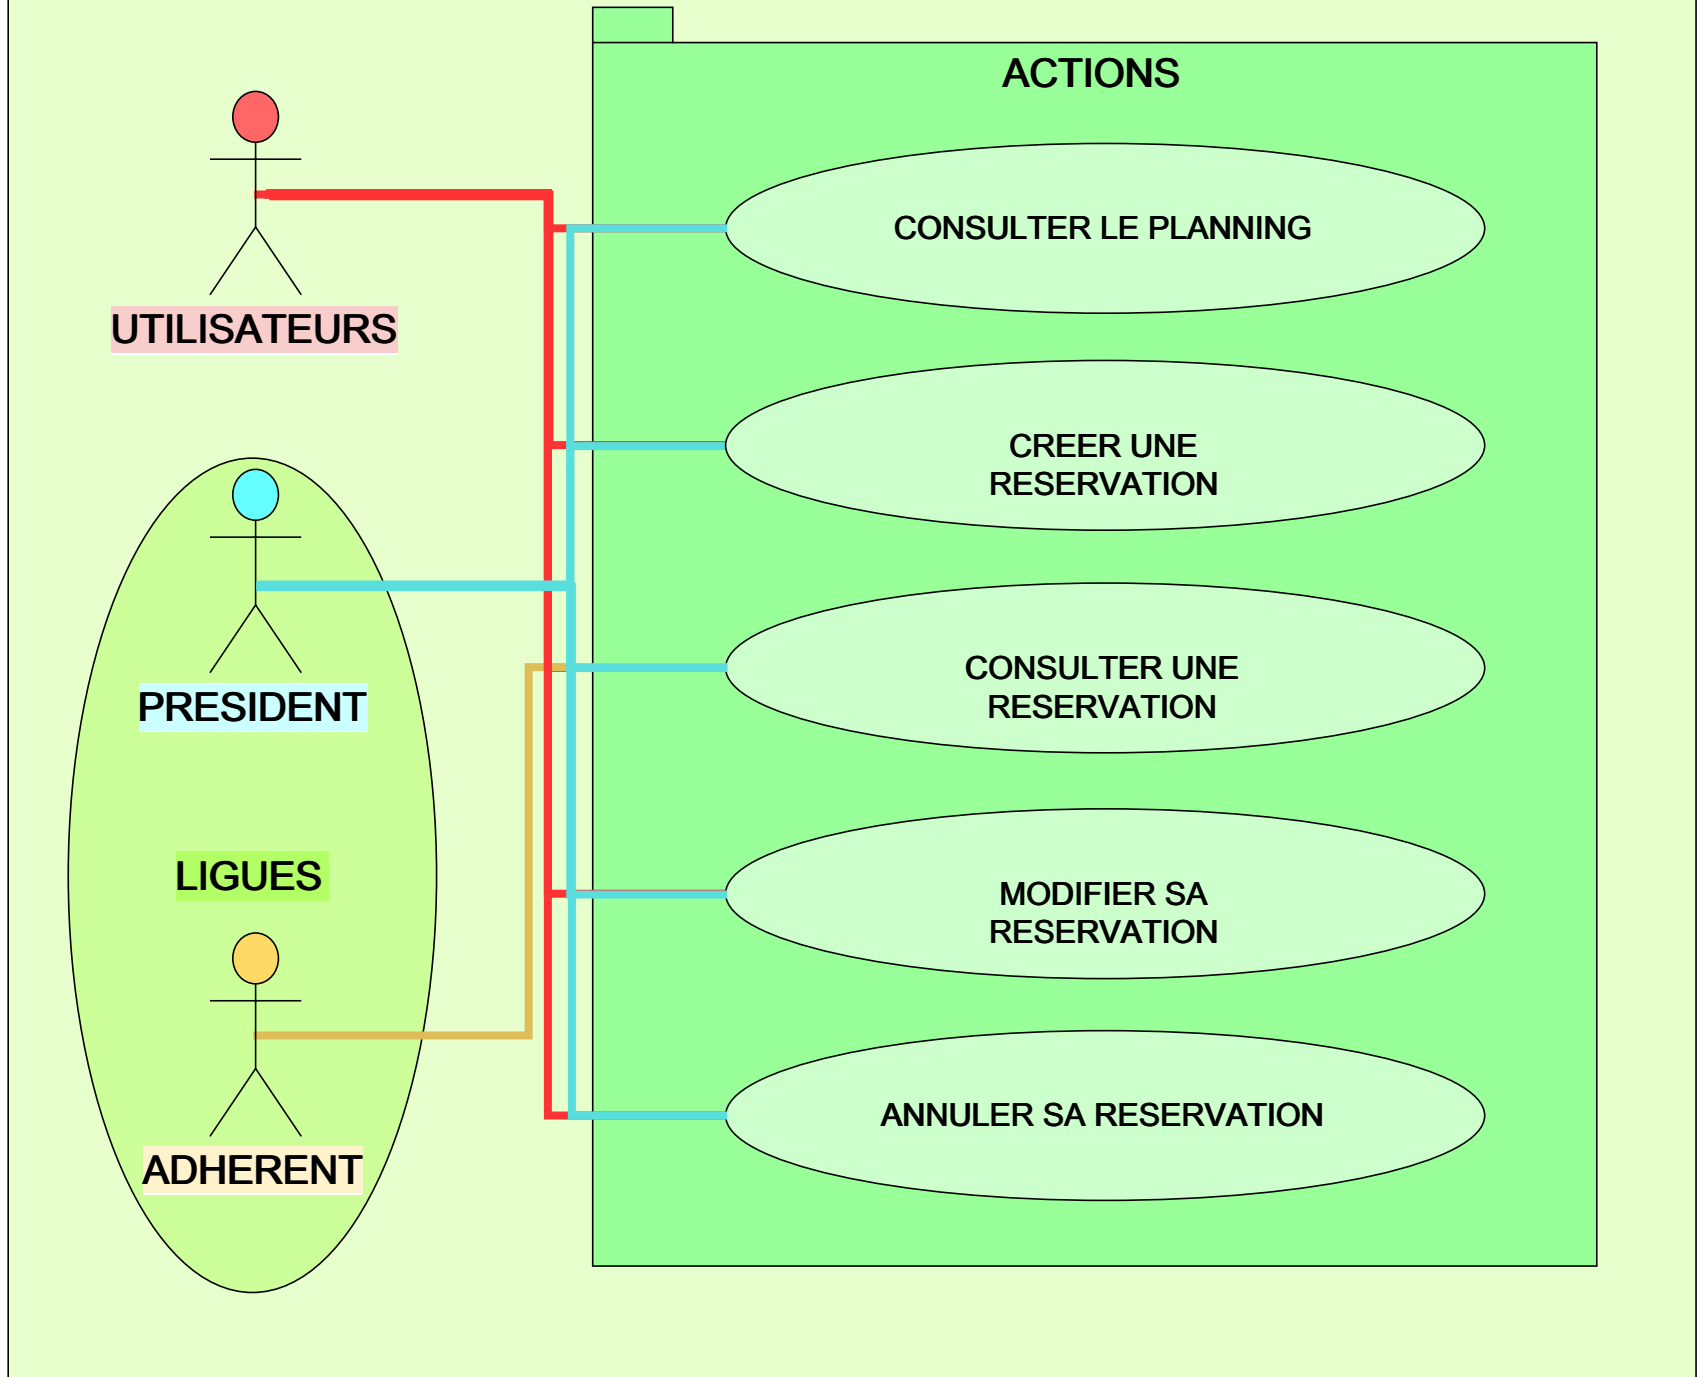 ACTIONS
UTILISATEURS
PRESIDENT
LIGUES
ADHERENT
CONSULTER LE PLANNING
CREER UNE
RESERVATION
CONSULTER UNE
RESERVATION
MODIFIER SA
RESERVATION
ANNULER SA RESERVATION